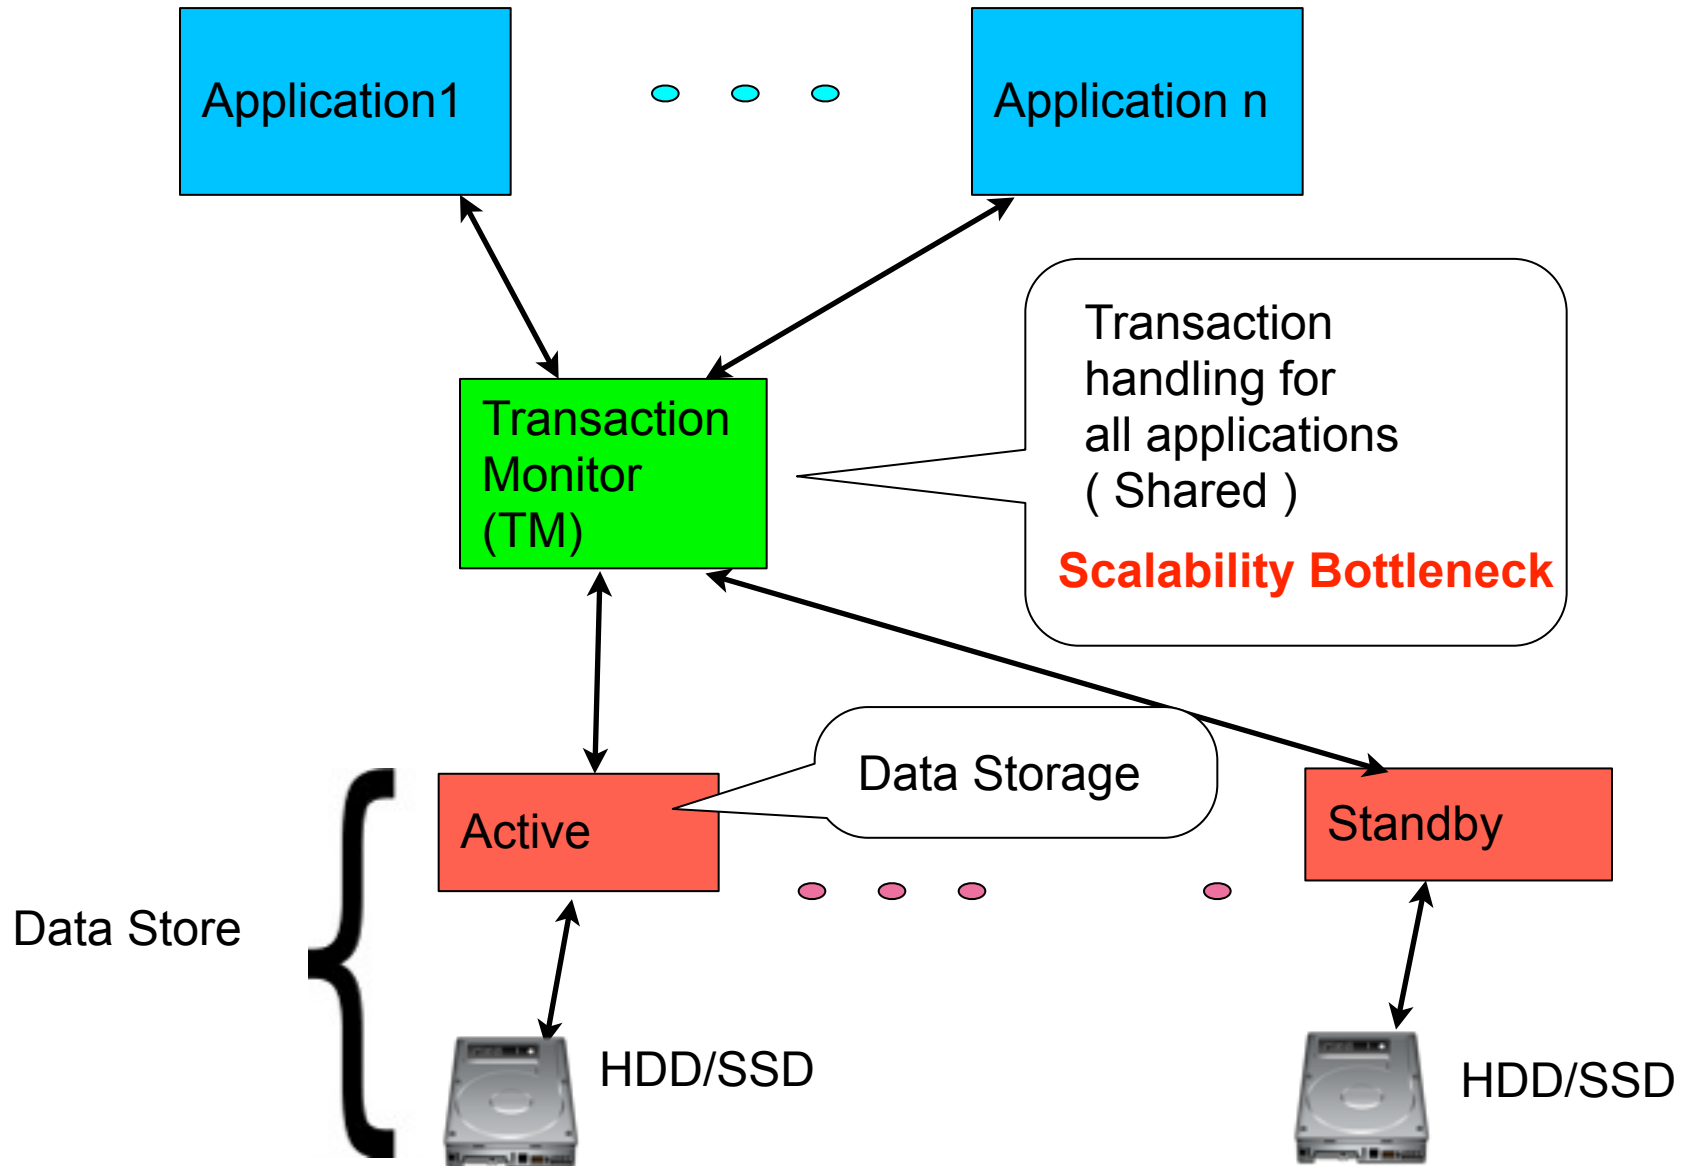 Application1
Application n
Transaction
handling for
all applications
( Shared )
Scalability Bottleneck
Transaction
Monitor
(TM)
Data Storage
Active
Standby
Data Store
HDD/SSD
HDD/SSD